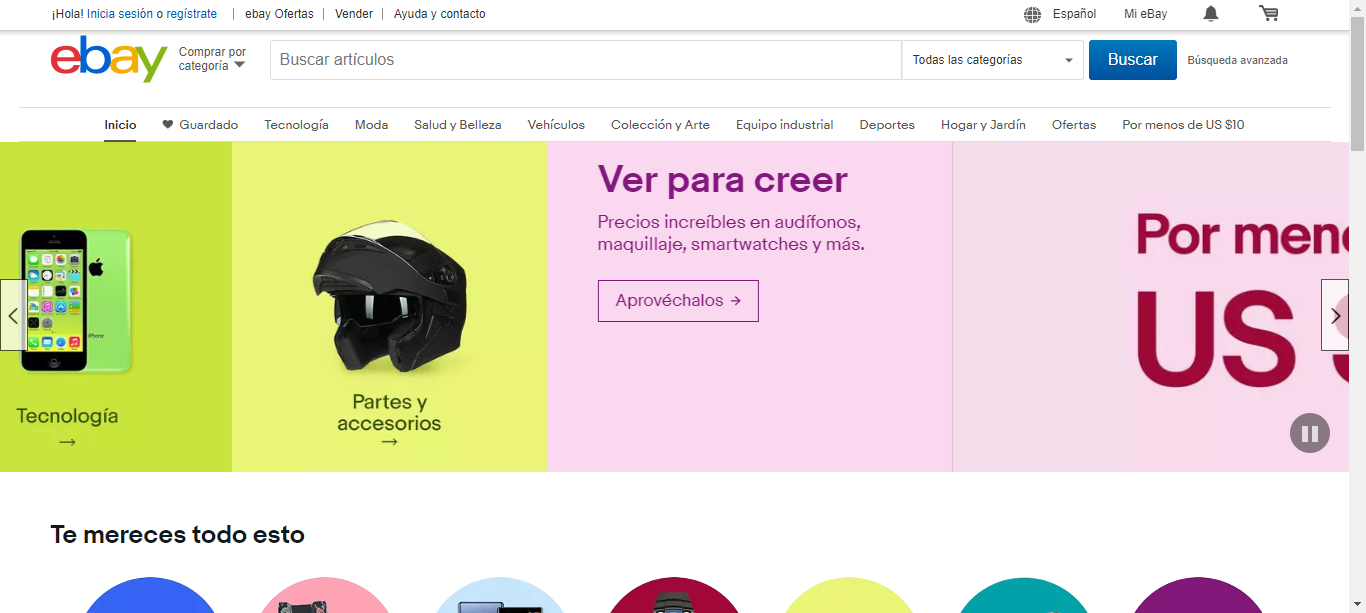 ¡Hola! Inicia sesión o regístrate | ebay Ofertas | Vender | Ayuda y contacto
Español
Mi eBay
ebay
Comprar por
categoría
Buscar artículos
Todas las categorías
Buscar
Búsqueda avanzada
Inicio
Guardado
Tecnología
Moda
Salud y Belleza
Vehículos
Colección y Arte
Equipo industrial
Deportes
Hogar y Jardín
Ofertas
Por menos de US $10
iPhone
Tecnología
→
Partes y
accesorios
→
Ver para creer
Precios increíbles en audífonos,
maquillaje, smartwatches y más.
Aprovéchalos →
Por meno
US
Te mereces todo esto